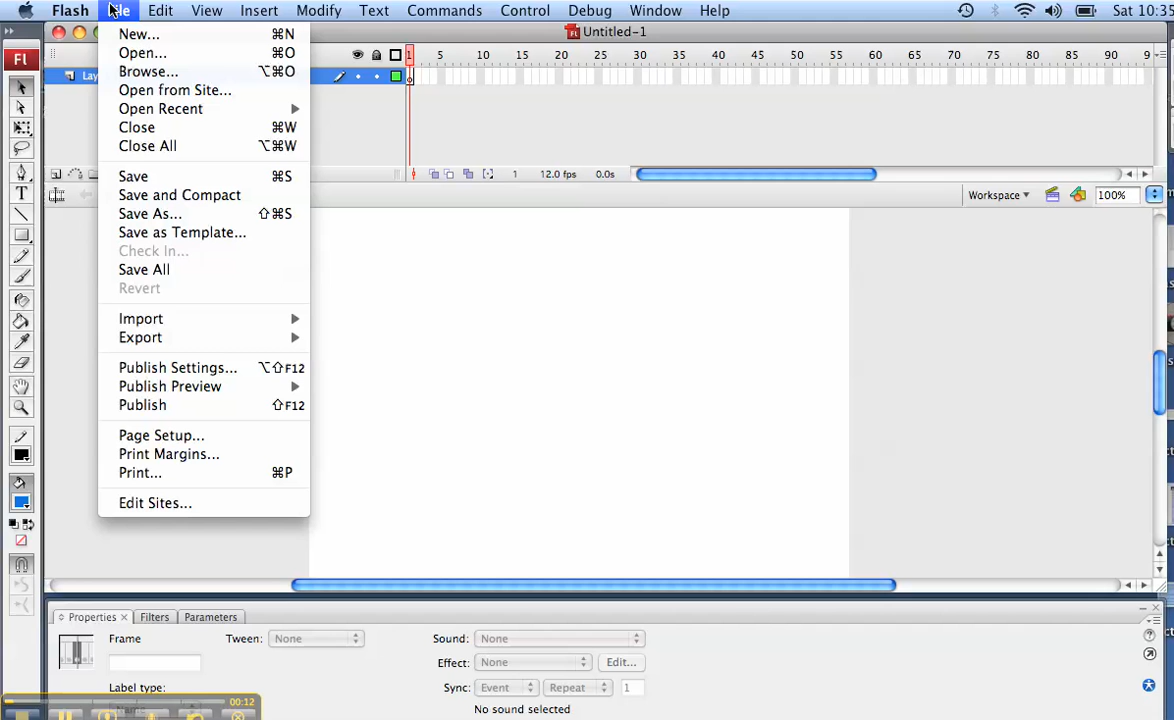 Flash File Edit View Insert Modify Text Commands Control Debug Window Help Sat 10:35
Untitled-1
Fl
New... ⌘N
Open... ⌘O
Browse... ⌥⌘O
Open from Site...
Open Recent
Close ⌘W
Close All ⌥⌘W
Save ⌘S
Save and Compact
Save As... ⇧⌘S
Save as Template...
Check In...
Save All
Revert
Import
Export
Publish Settings... ⌥⇧F12
Publish Preview
Publish ⇧F12
Page Setup...
Print Margins...
Print... ⌘P
Edit Sites...
Lay
1 5 10 15 20 25 30 35 40 45 50 55 60 65 70 75 80 85 90 9
1 12.0 fps 0.0s
Workspace 100%
T
Properties × Filters Parameters
Frame Tween: None Sound: None
Effect: None Edit...
Label type: Sync: Event Repeat 1
No sound selected
00:12